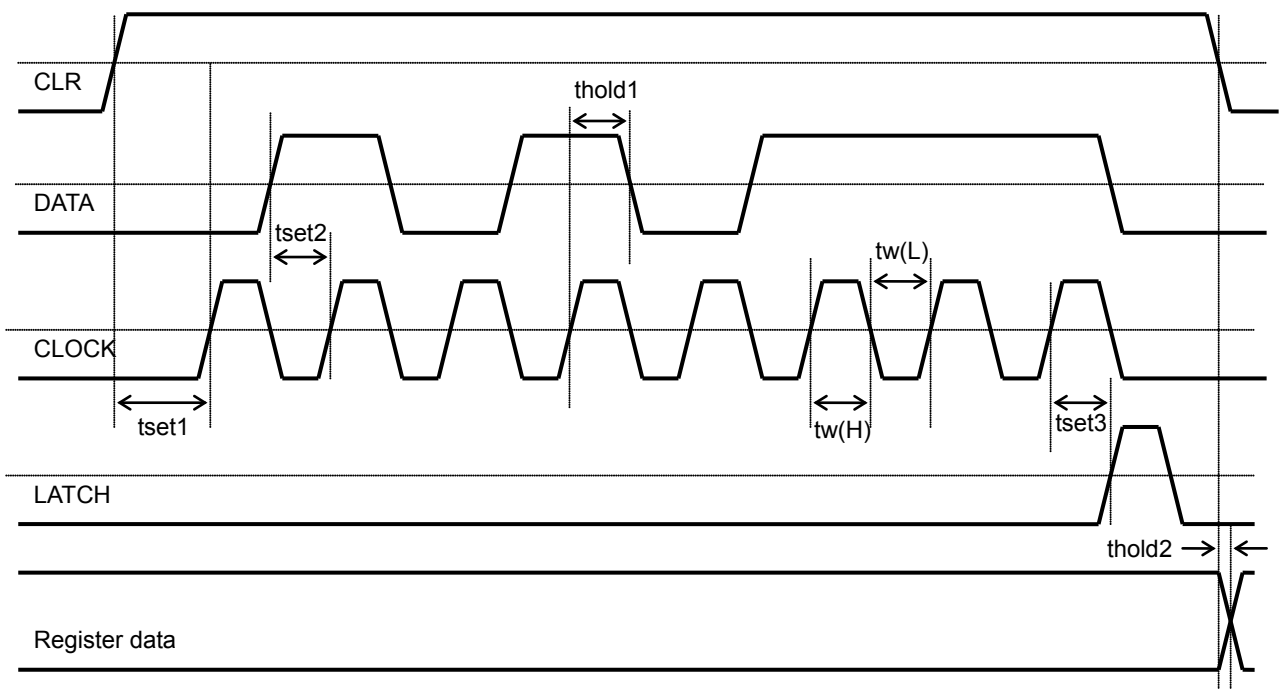 CLR
thold1
DATA
tset2
tw(L)
CLOCK
tset1
tw(H)
tset3
LATCH
thold2
Register data